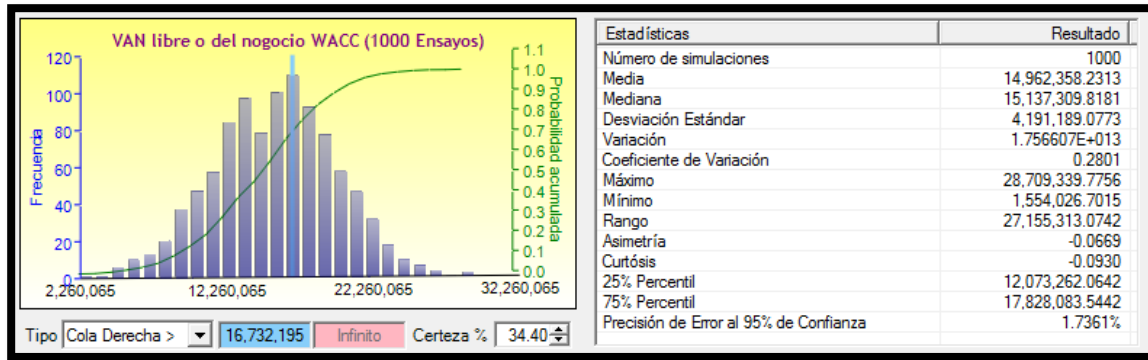 VAN libre o del nogocio WACC (1000 Ensayos)
120
100
80
60
40
20
0
Frecuencia
1.1
1.0
0.9
0.8
0.7
0.6
0.5
0.4
0.3
0.2
0.1
0.0
Probabilidad acumulada
2,260,065 12,260,065 22,260,065 32,260,065
Tipo Cola Derecha > 16,732,195 Infinito Certeza % 34.40
Estadísticas Resultado
Número de simulaciones 1000
Media 14,962,358.2313
Mediana 15,137,309.8181
Desviación Estándar 4,191,189.0773
Variación 1.756607E+013
Coeficiente de Variación 0.2801
Máximo 28,709,339.7756
Mínimo 1,554,026.7015
Rango 27,155,313.0742
Asimetría -0.0669
Curtósis -0.0930
25% Percentil 12,073,262.0642
75% Percentil 17,828,083.5442
Precisión de Error al 95% de Confianza 1.7361%